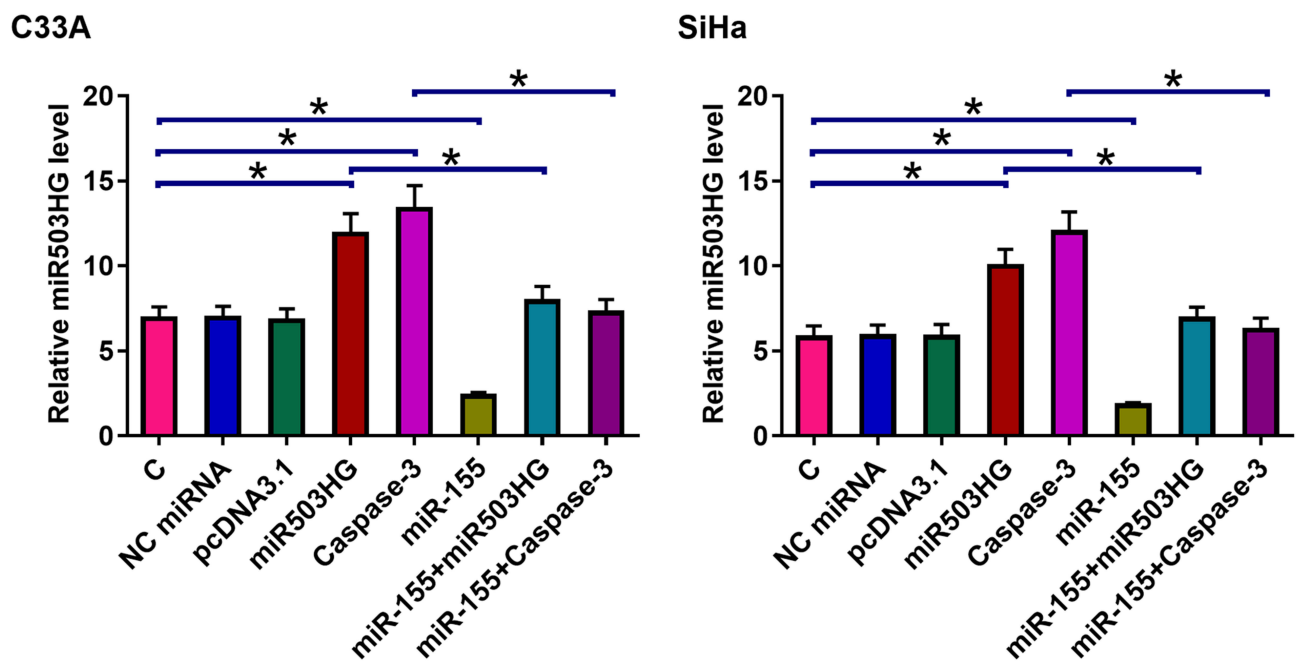 C33A
Relative miR503HG level
20
15
10
5
0
*
*
*
*
*
C
NC miRNA
pcDNA3.1
miR503HG
Caspase-3
miR-155
miR-155+miR503HG
miR-155+Caspase-3
SiHa
Relative miR503HG level
20
15
10
5
0
*
*
*
*
*
C
NC miRNA
pcDNA3.1
miR503HG
Caspase-3
miR-155
miR-155+miR503HG
miR-155+Caspase-3